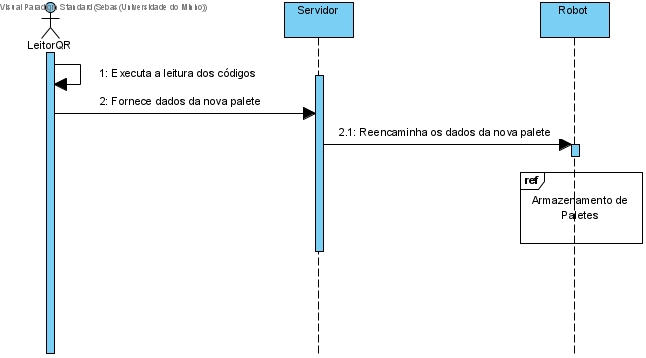 Visual Paradigm Standard (Sebas (Universidade do Minho))
LeitorQR
Servidor
Robot
1: Executa a leitura dos códigos
2: Fornece dados da nova palete
2.1: Reencaminha os dados da nova palete
ref
Armazenamento de
Paletes